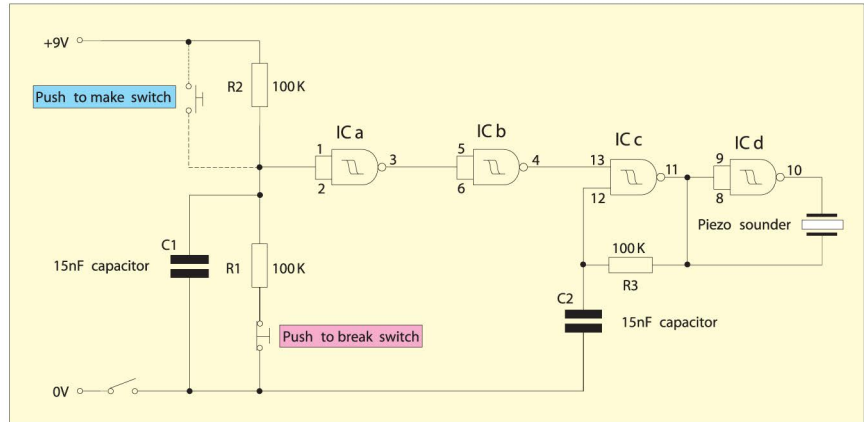 +9V
R2
100K
Push to make switch
IC a
IC b
IC c
IC d
1
2
3
5
6
4
13
12
11
9
8
10
Piezo sounder
C1
15nF capacitor
R1
100K
100K
R3
C2
15nF capacitor
Push to break switch
0V